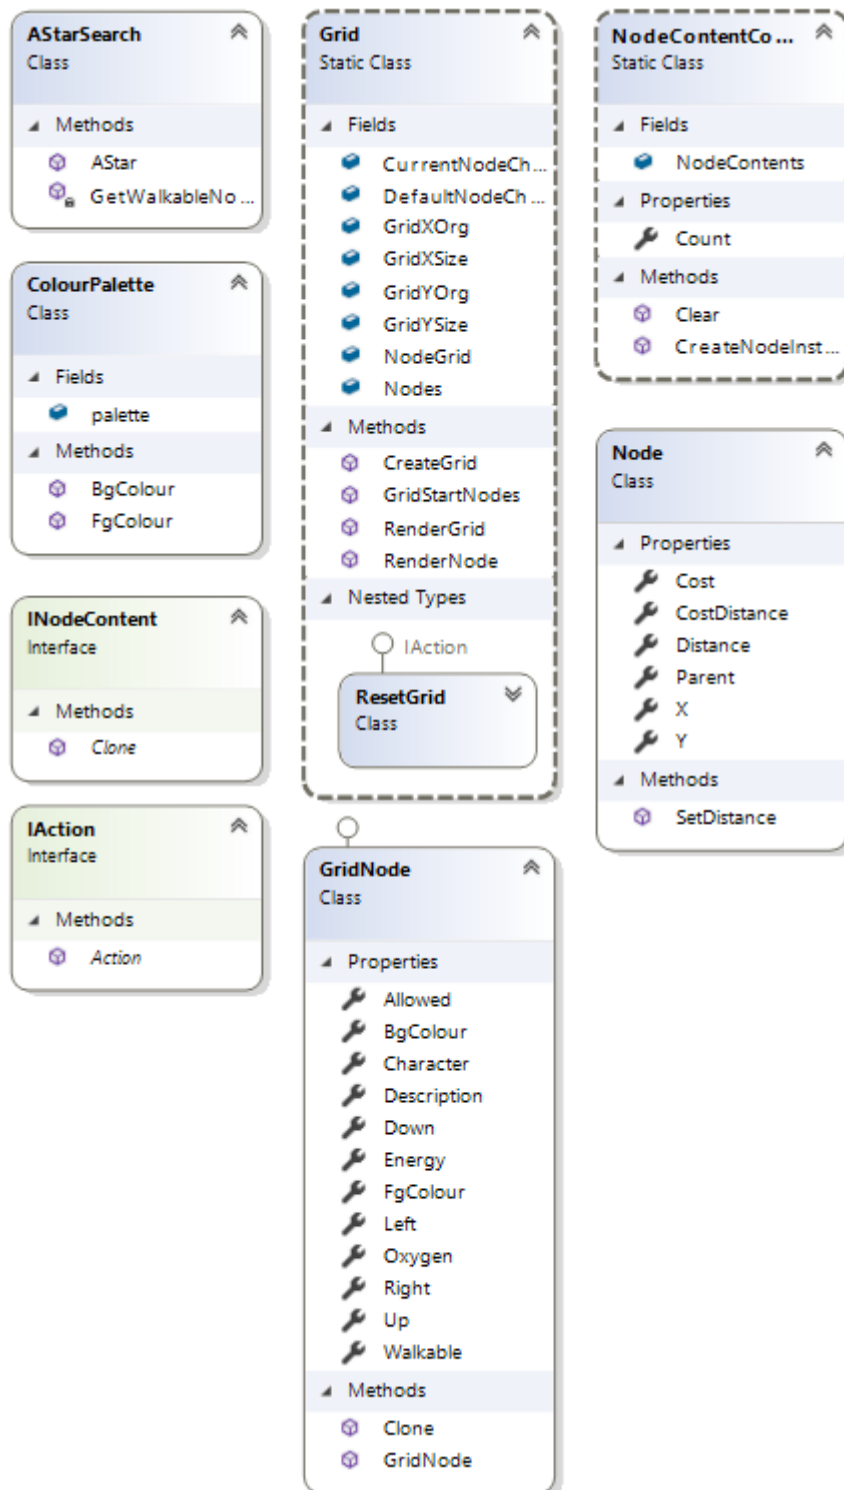 AStarSearch
Class
Methods
AStar
GetWalkableNo...
ColourPalette
Class
Fields
palette
Methods
BgColour
FgColour
INodeContent
Interface
Methods
Clone
IAction
Interface
Methods
Action
Grid
Static Class
Fields
CurrentNodeCh...
DefaultNodeCh...
GridXOrg
GridXSize
GridYOrg
GridYSize
NodeGrid
Nodes
Methods
CreateGrid
GridStartNodes
RenderGrid
RenderNode
Nested Types
IAction
ResetGrid
Class
GridNode
Class
Properties
Allowed
BgColour
Character
Description
Down
Energy
FgColour
Left
Oxygen
Right
Up
Walkable
Methods
Clone
GridNode
NodeContentCo...
Static Class
Fields
NodeContents
Properties
Count
Methods
Clear
CreateNodeInst...
Node
Class
Properties
Cost
CostDistance
Distance
Parent
X
Y
Methods
SetDistance